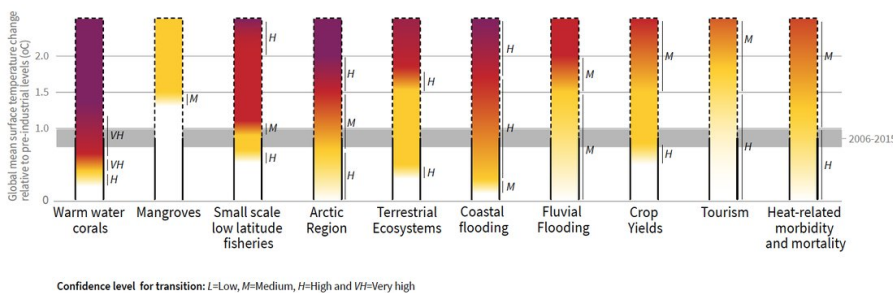 Global mean surface temperature change
relative to pre-industrial levels (oC)
2.0
1.5
1.0
0
2006-2015
VH
VH
H
M
H
M
H
H
M
H
H
H
H
H
M
M
M
M
H
M
H
M
H
Warm water
corals
Mangroves
Small scale
low latitude
fisheries
Arctic
Region
Terrestrial
Ecosystems
Coastal
flooding
Fluvial
Flooding
Crop
Yields
Tourism
Heat-related
morbidity
and mortality
Confidence level for transition: L=Low, M=Medium, H=High and VH=Very high